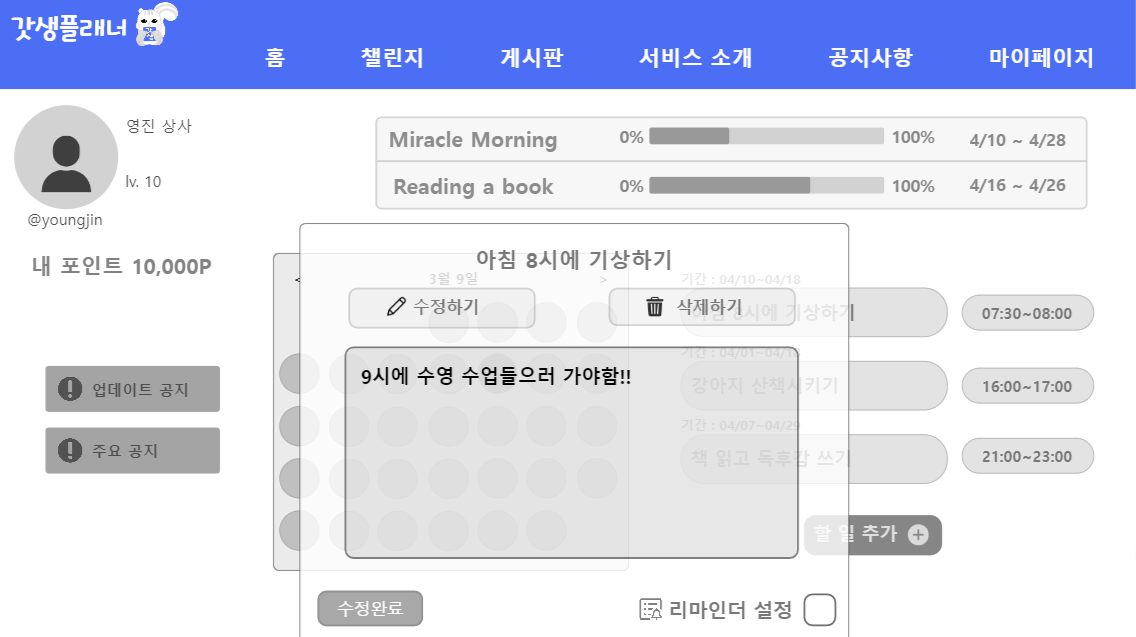 갓생플래너
홈 챌린지 게시판 서비스 소개 공지사항 마이페이지
영진 상사
lv. 10
@youngjin
내 포인트 10,000P
업데이트 공지
주요 공지
Miracle Morning 0% 100% 4/10 ~ 4/28
Reading a book 0% 100% 4/16 ~ 4/26
아침 8시에 기상하기
< 3월 9일 >
수정하기 삭제하기
9시에 수영 수업들으러 가야함!!
수정완료 리마인더 설정
기간 : 04/10~04/18
아침 8시에 기상하기 07:30~08:00
기간 : 04/01~04/16
강아지 산책시키기 16:00~17:00
기간 : 04/07~04/29
책 읽고 독후감 쓰기 21:00~23:00
할 일 추가